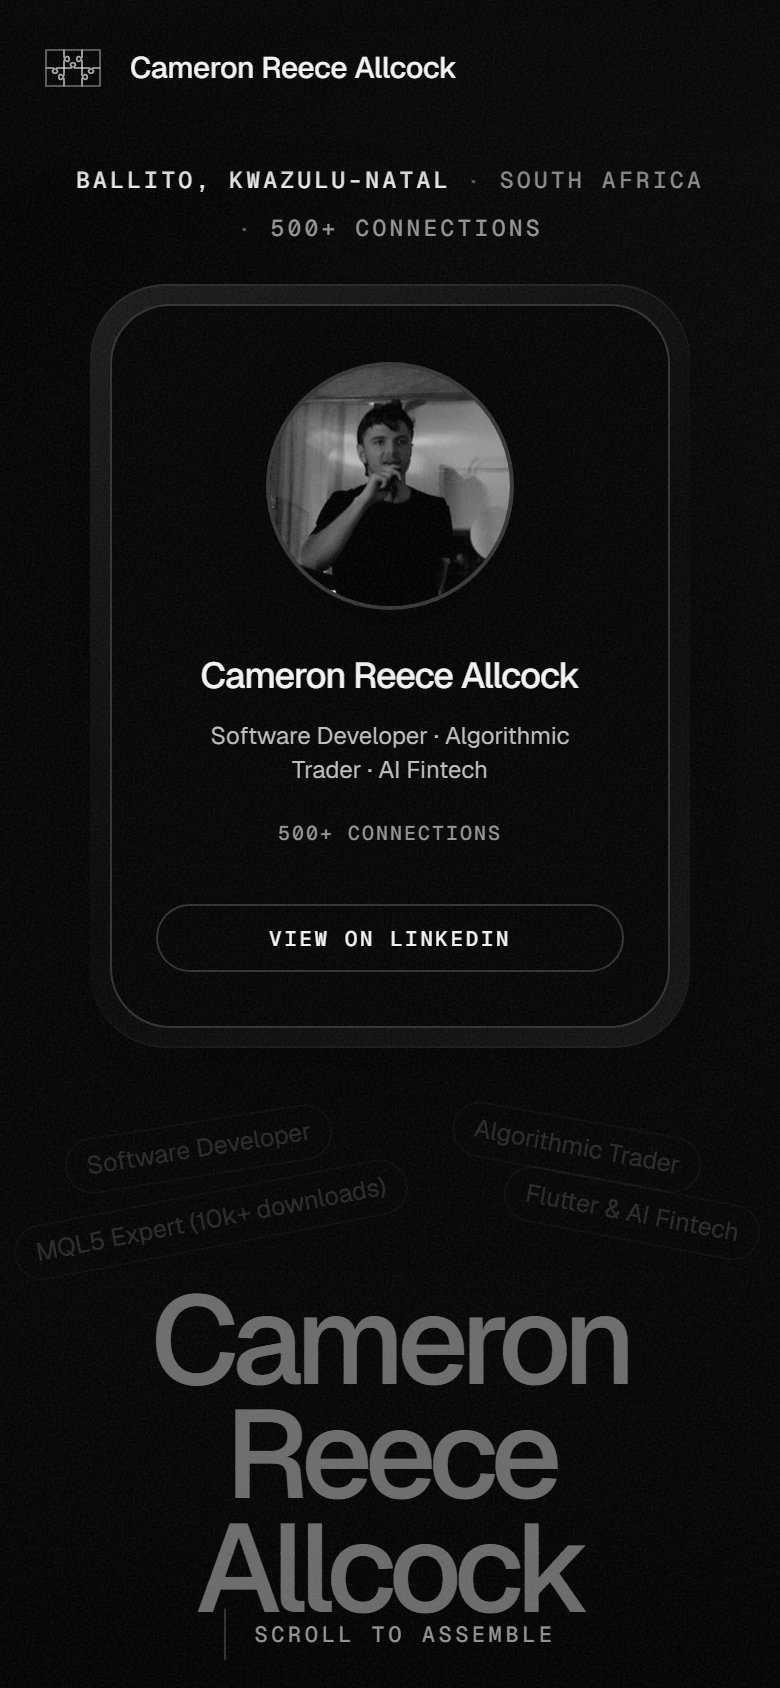 Cameron Reece Allcock
BALLITO, KWAZULU-NATAL · SOUTH AFRICA
· 500+ CONNECTIONS
Cameron Reece Allcock
Software Developer · Algorithmic
Trader · AI Fintech
500+ CONNECTIONS
VIEW ON LINKEDIN
Software Developer
Algorithmic Trader
MQL5 Expert (10k+ downloads)
Flutter & AI Fintech
Cameron
Reece
Allcock
SCROLL TO ASSEMBLE